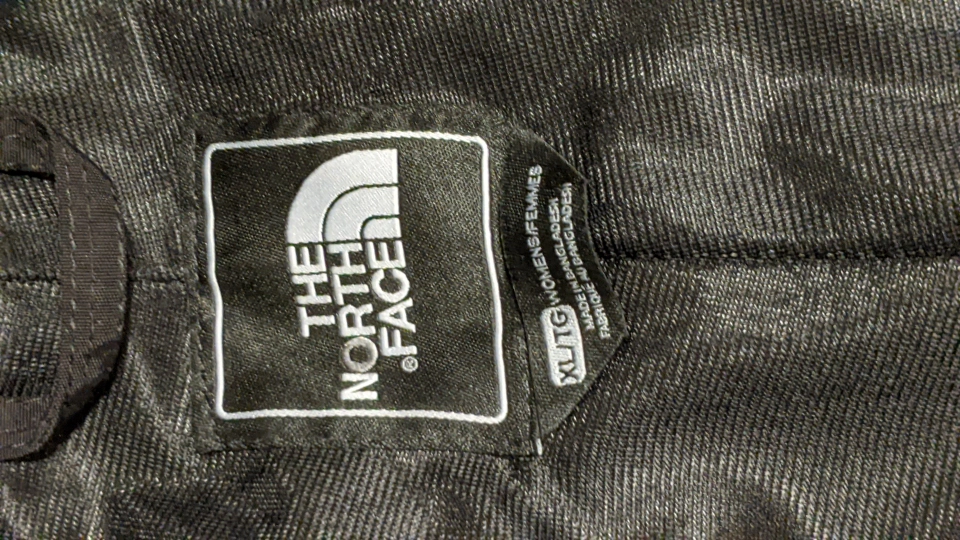 THE
NORTH
FACE®
XL/TG WOMENS/FEMMES
MADE IN BANGLADESH
FABRIQUÉ AU BANGLADESH